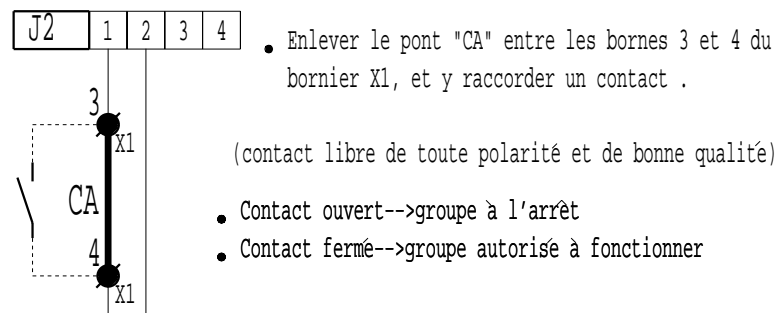 J2 1 2 3 4
• Enlever le pont "CA" entre les bornes 3 et 4 du
bornier X1, et y raccorder un contact .
3
X1
(contact libre de toute polarité et de bonne qualité)
CA
• Contact ouvert-->groupe à l'arrêt
• Contact fermé-->groupe autorisé à fonctionner
4
X1